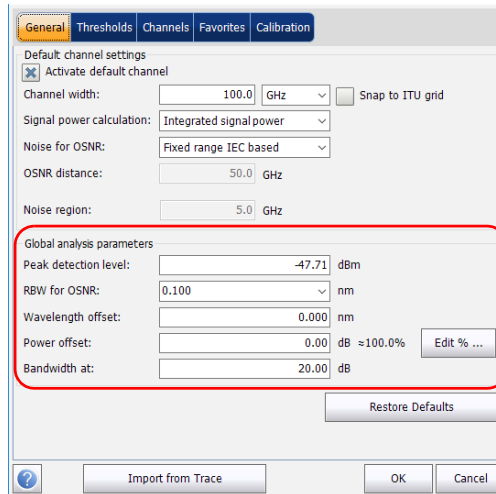 General Thresholds Channels Favorites Calibration
Default channel settings
Activate default channel
Channel width: 100.0 GHz Snap to ITU grid
Signal power calculation: Integrated signal power
Noise for OSNR: Fixed range IEC based
OSNR distance: 50.0 GHz
Noise region: 5.0 GHz
Global analysis parameters
Peak detection level: -47.71 dBm
RBW for OSNR: 0.100 nm
Wavelength offset: 0.000 nm
Power offset: 0.00 dB ≈100.0% Edit % ...
Bandwidth at: 20.00 dB
Restore Defaults
? Import from Trace OK Cancel